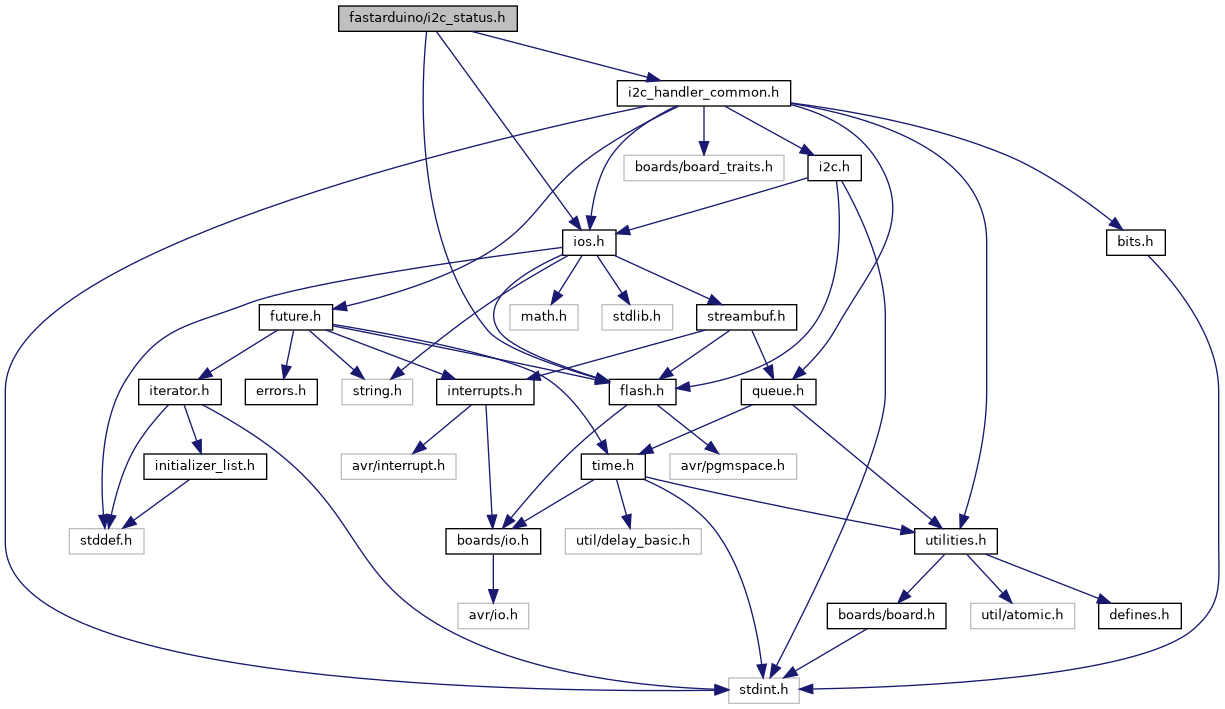 fastarduino/i2c_status.h
i2c_handler_common.h
boards/board_traits.h
i2c.h
ios.h
bits.h
future.h
math.h
stdlib.h
streambuf.h
iterator.h
errors.h
string.h
interrupts.h
flash.h
queue.h
initializer_list.h
avr/interrupt.h
time.h
avr/pgmspace.h
stddef.h
boards/io.h
util/delay_basic.h
utilities.h
avr/io.h
boards/board.h
util/atomic.h
defines.h
stdint.h